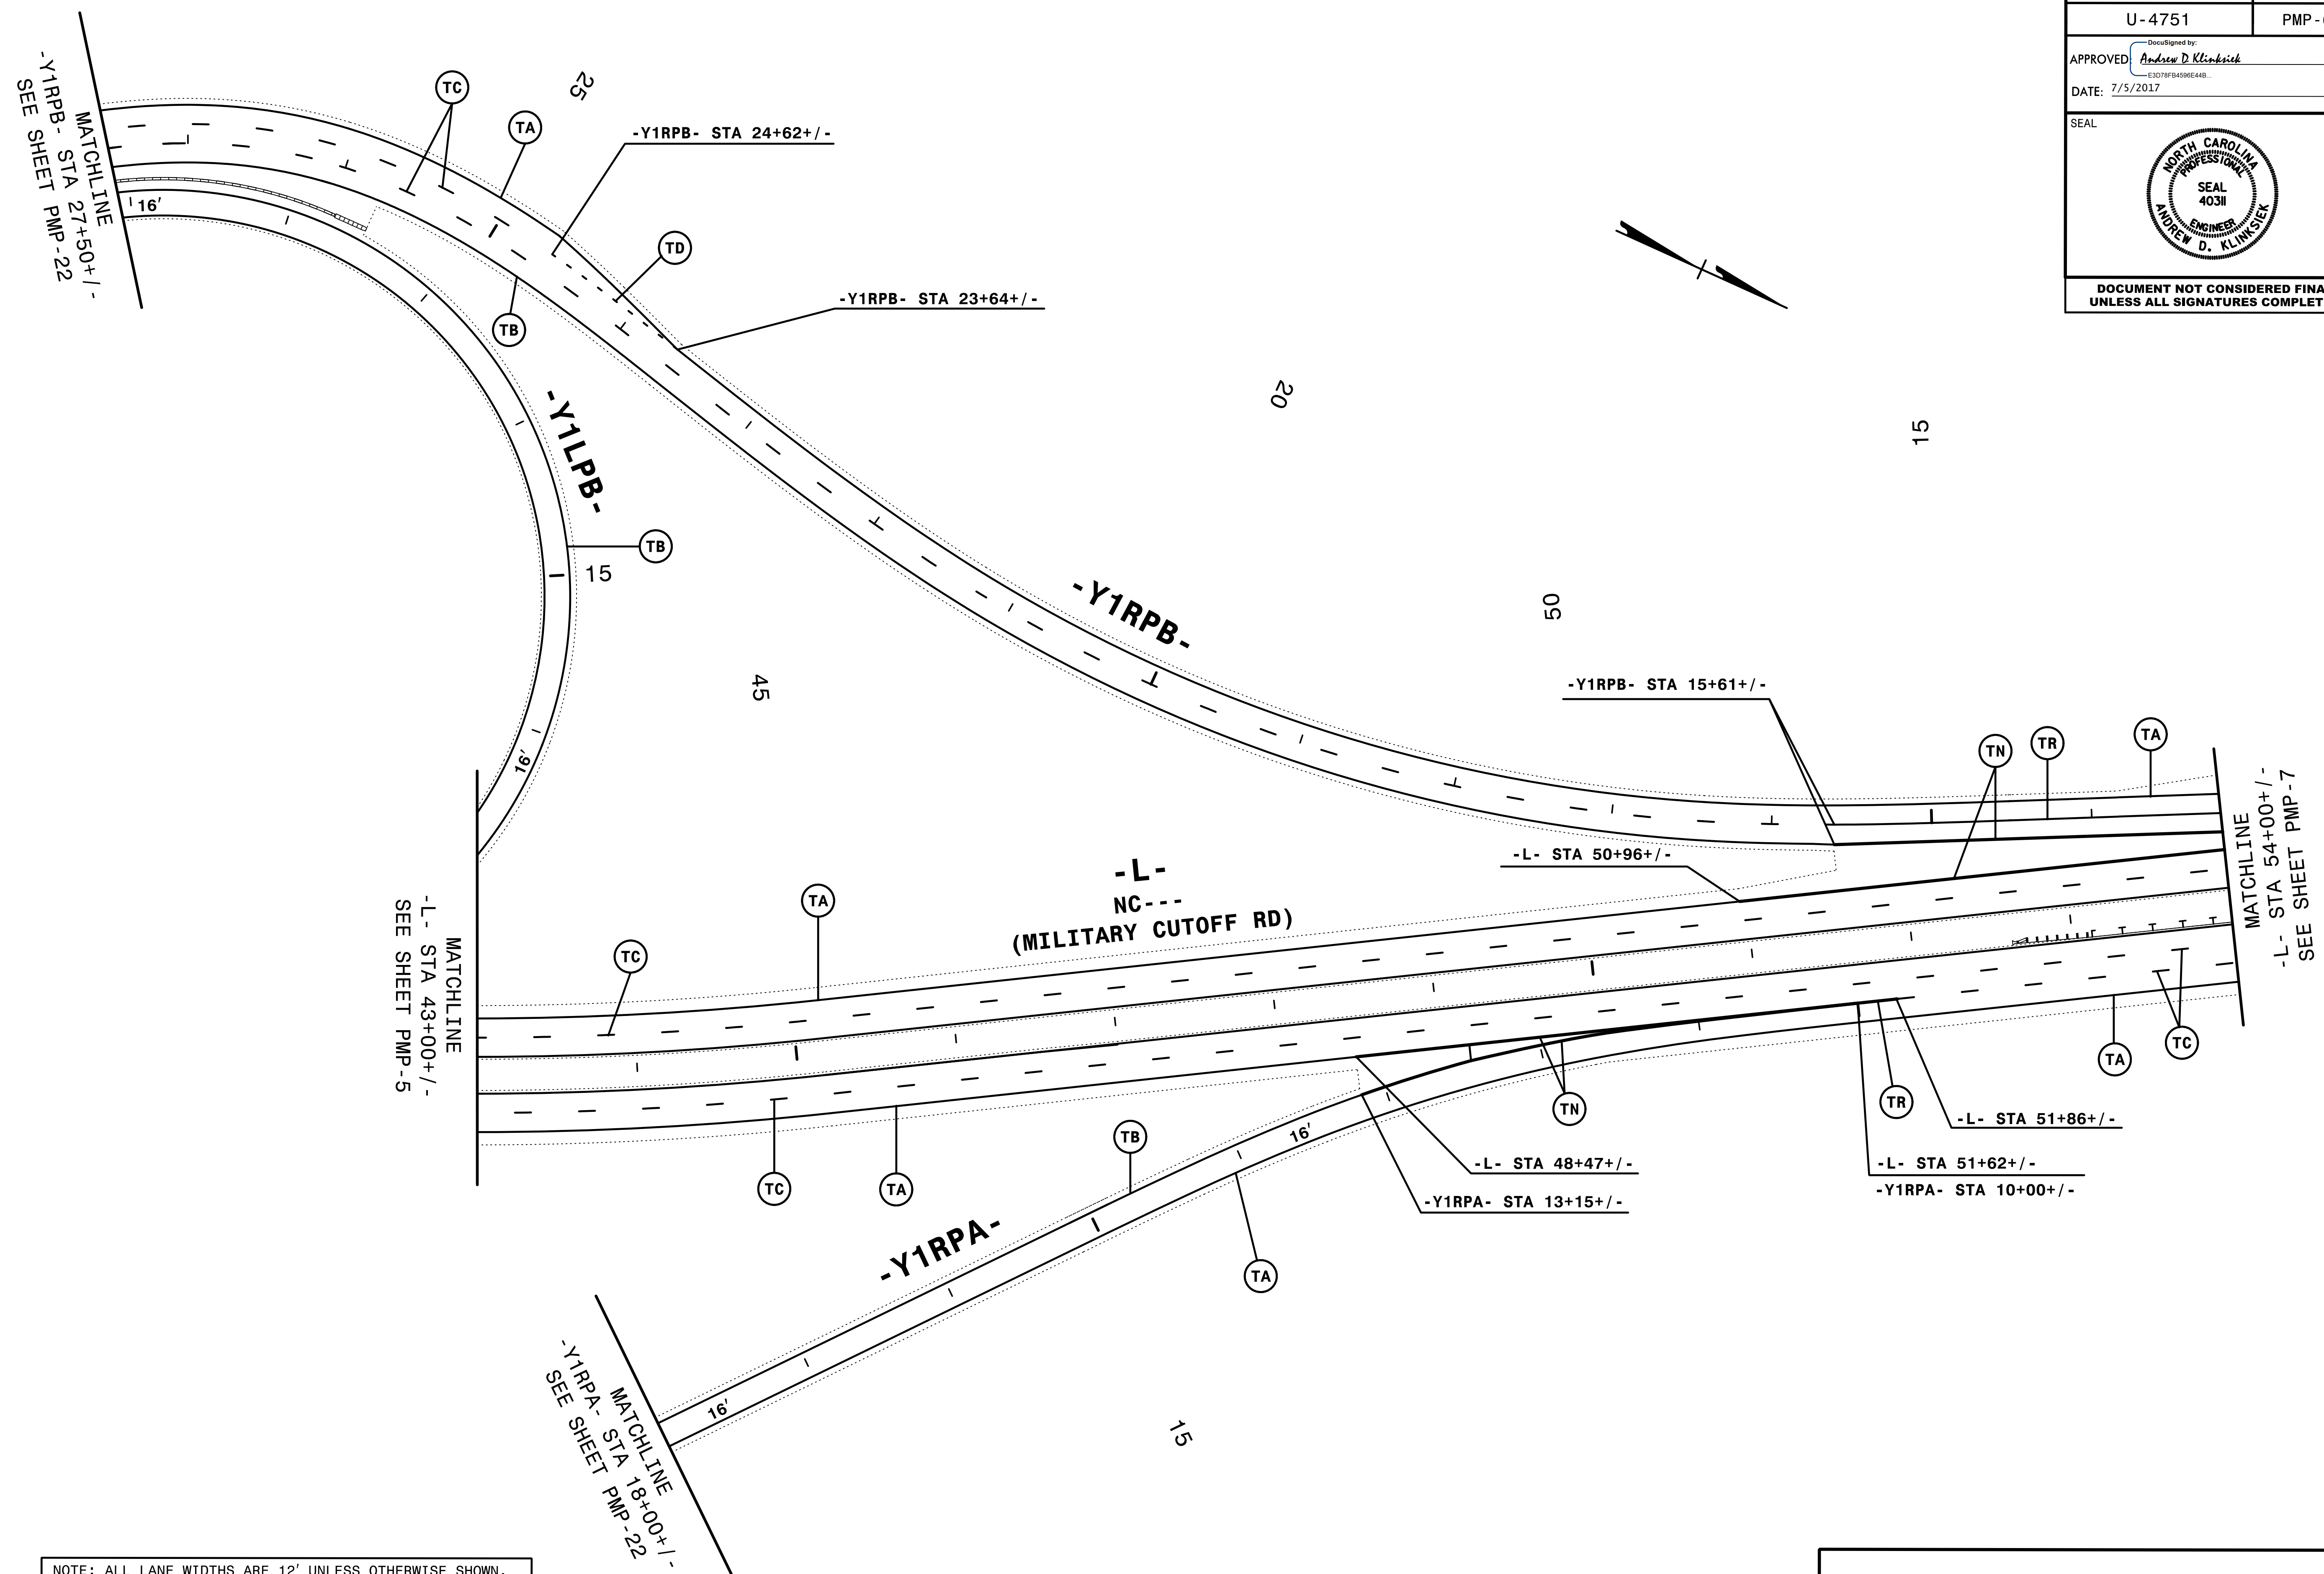 U-4751
PMP-
APPROVED:
DocuSigned by:
Andrew D. Klinksiek
E3D78FB4596E44B...
DATE: 7/5/2017
SEAL
NORTH CAROLINA
PROFESSIONAL
SEAL
40311
ENGINEER
ANDREW D. KLINKSIEK
DOCUMENT NOT CONSIDERED FINA
UNLESS ALL SIGNATURES COMPLET
MATCHLINE
-Y1RPB- STA 27+50+/-
SEE SHEET PMP-22
TC
TA
25
-Y1RPB- STA 24+62+/-
16'
TD
-Y1RPB- STA 23+64+/-
TB
-Y1LPB-
20
15
TB
15
-Y1RPB-
50
45
16'
-Y1RPB- STA 15+61+/-
TN
TR
TA
MATCHLINE
-L- STA 54+00+/-
SEE SHEET PMP-7
-L- STA 50+96+/-
-L-
NC---
(MILITARY CUTOFF RD)
TA
TC
MATCHLINE
-L- STA 43+00+/-
SEE SHEET PMP-5
TC
TA
TB
16'
TN
TR
TA
TC
-L- STA 51+86+/-
-L- STA 48+47+/-
-L- STA 51+62+/-
-Y1RPA- STA 10+00+/-
-Y1RPA- STA 13+15+/-
-Y1RPA-
TA
16'
15
MATCHLINE
-Y1RPA- STA 18+00+/-
SEE SHEET PMP-22
NOTE: ALL LANE WIDTHS ARE 12' UNLESS OTHERWISE SHOWN.